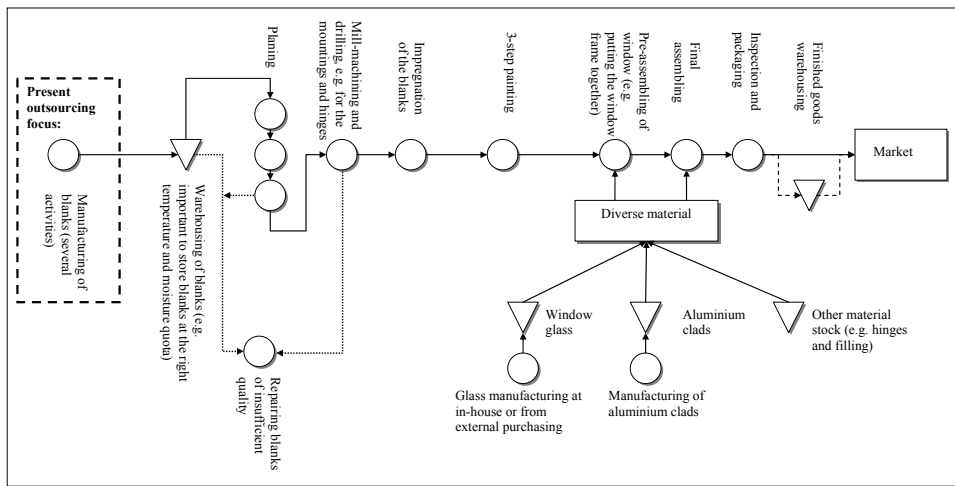 Present
outsourcing
focus:
Manufacturing of
blanks (several
activities)
Warehousing of blanks (e.g.
important to store blanks at the right
temperature and moisture quota)
Planing
Repairing blanks
of insufficient
quality
Mill-machining and
drilling, e.g. for the
mountings and hinges
Impregnation
of the blanks
3-step painting
Pre-assembling of
window (e.g.
putting the window
frame together)
Final
assembling
Inspection and
packaging
Finished goods
warehousing
Market
Diverse material
Window
glass
Aluminium
clads
Other material
stock (e.g. hinges
and filling)
Glass manufacturing at
in-house or from
external purchasing
Manufacturing of
aluminium clads